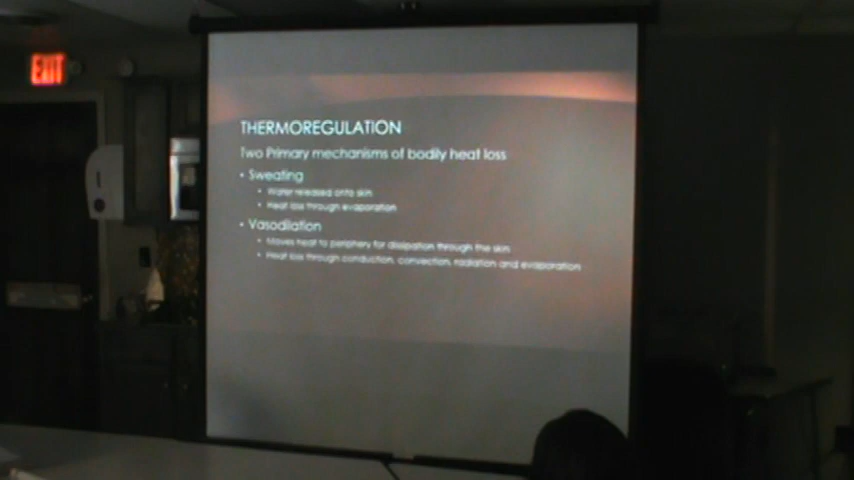 EXIT
THERMOREGULATION
Two Primary mechanisms of bodily heat loss
• Sweating
• Water released onto skin
• Heat loss through evaporation
• Vasodilation
• Moves heat to periphery for dissipation through the skin
• Heat loss through conduction, convection, radiation and evaporation